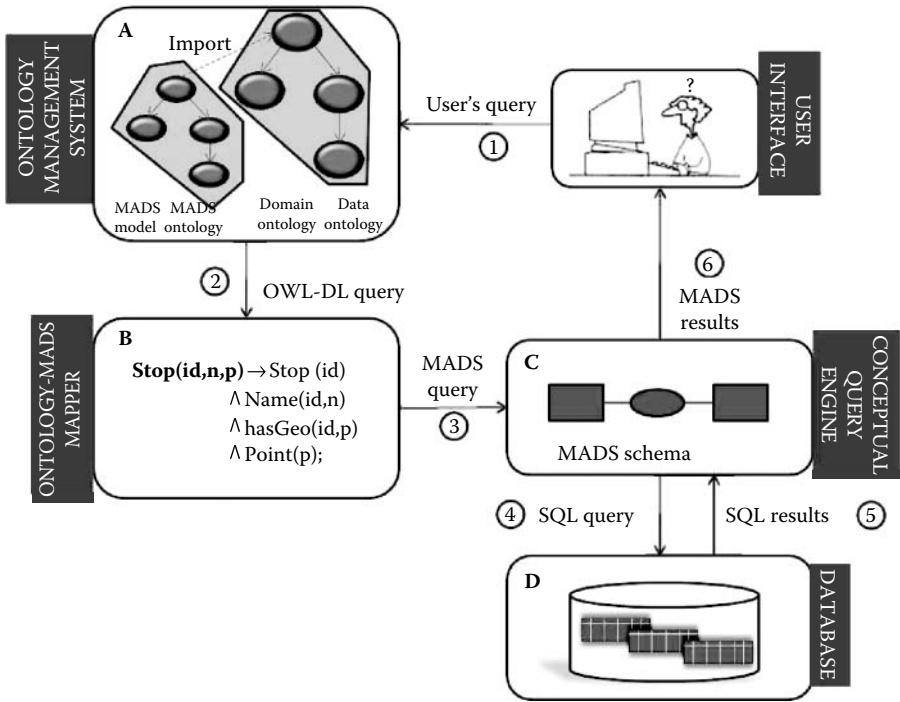 ONTOLOGY
MANAGEMENT
SYSTEM
A
Import
MADS
model
MADS
ontology
Domain
ontology
Data
ontology
User's query
1
?
USER
INTERFACE
2
OWL-DL query
6
MADS
results
ONTOLOGY-MADS
MAPPER
B
Stop(id,n,p) → Stop (id)
∧ Name(id,n)
∧ hasGeo(id,p)
∧ Point(p);
MADS
query
3
C
MADS schema
CONCEPTUAL
QUERY
ENGINE
4 SQL query
SQL results 5
D
DATABASE